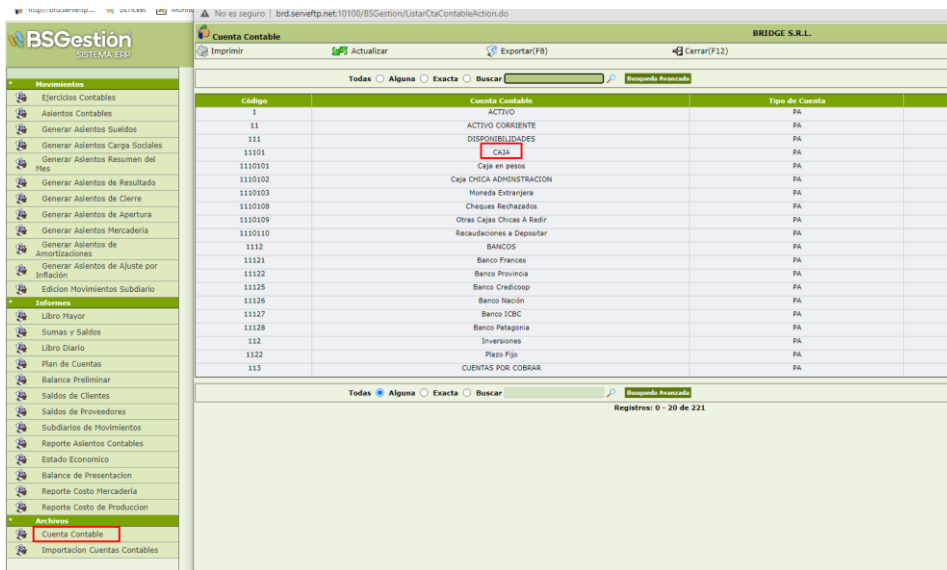 No es seguro | brd.serveftp.net:10100/BSGestion/ListarCtaContableAction.do
BSGestión
SISTEMA ERP
Movimientos
Ejercicios Contables
Asientos Contables
Generar Asientos Sueldos
Generar Asientos Carga Sociales
Generar Asientos Resumen del
Mes
Generar Asientos de Resultado
Generar Asientos de Cierre
Generar Asientos de Apertura
Generar Asientos Mercaderia
Generar Asientos de
Amortizaciones
Generar Asientos de Ajuste por
Inflación
Edicion Movimientos Subdiario
Informes
Libro Mayor
Sumas y Saldos
Libro Diario
Plan de Cuentas
Balance Preliminar
Saldos de Clientes
Saldos de Proveedores
Subdiarios de Movimientos
Reporte Asientos Contables
Estado Economico
Balance de Presentacion
Reporte Costo Mercaderia
Reporte Costo de Produccion
Archivos
Cuenta Contable
Importacion Cuentas Contables
Cuenta Contable BRIDGE S.R.L.
Imprimir Actualizar Exportar(F8) Cerrar(F12)
Todas Alguna Exacta Buscar Busqueda Avanzada
Código Cuenta Contable Tipo de Cuenta
1 ACTIVO PA
11 ACTIVO CORRIENTE PA
111 DISPONIBILIDADES PA
11101 CAJA PA
1110101 Caja en pesos PA
1110102 Caja CHICA ADMINSTRACION PA
1110103 Moneda Extranjera PA
1110108 Cheques Rechazados PA
1110109 Otras Cajas Chicas A Redir PA
1110110 Recaudaciones a Depositar PA
1112 BANCOS PA
11121 Banco Frances PA
11122 Banco Provincia PA
11125 Banco Credicoop PA
11126 Banco Nación PA
11127 Banco ICBC PA
11128 Banco Patagonia PA
112 Inversiones PA
1122 Plazo Fijo PA
113 CUENTAS POR COBRAR PA
Todas Alguna Exacta Buscar Busqueda Avanzada
Registros: 0 - 20 de 221